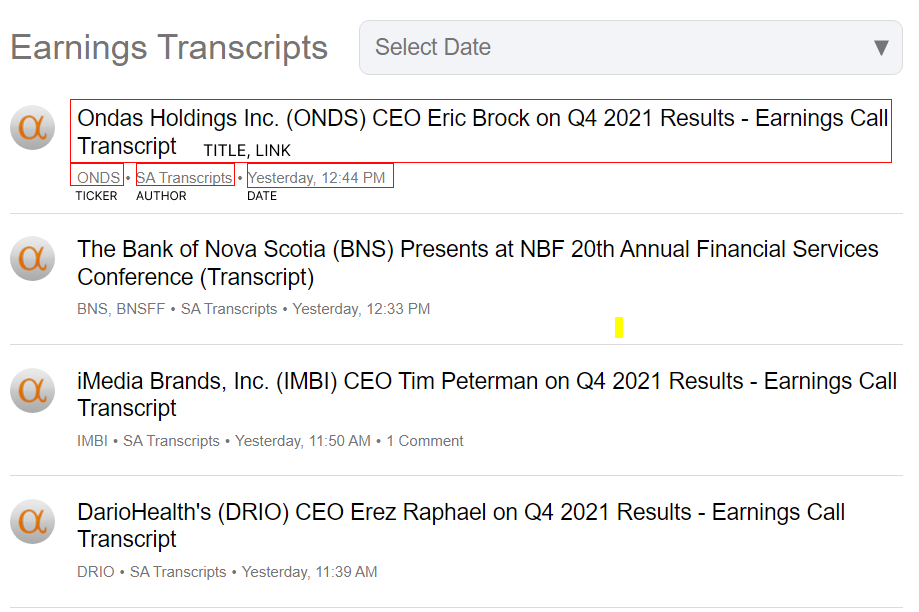 Earnings Transcripts
Select Date
Ondas Holdings Inc. (ONDS) CEO Eric Brock on Q4 2021 Results - Earnings Call
Transcript TITLE, LINK
ONDS • SA Transcripts • Yesterday, 12:44 PM
TICKER AUTHOR DATE
The Bank of Nova Scotia (BNS) Presents at NBF 20th Annual Financial Services
Conference (Transcript)
BNS, BNSFF • SA Transcripts • Yesterday, 12:33 PM
iMedia Brands, Inc. (IMBI) CEO Tim Peterman on Q4 2021 Results - Earnings Call
Transcript
IMBI • SA Transcripts • Yesterday, 11:50 AM • 1 Comment
DarioHealth's (DRIO) CEO Erez Raphael on Q4 2021 Results - Earnings Call
Transcript
DRIO • SA Transcripts • Yesterday, 11:39 AM